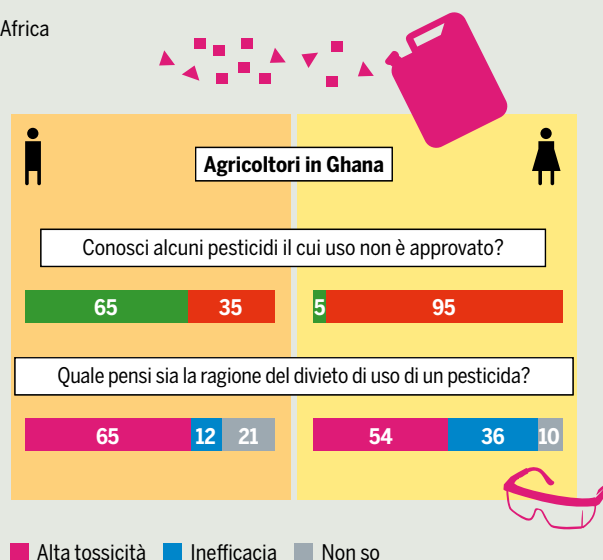 Africa
Agricoltori in Ghana
Conosci alcuni pesticidi il cui uso non è approvato?
65 35 5 95
Quale pensi sia la ragione del divieto di uso di un pesticida?
65 12 21 54 36 10
Alta tossicità Inefficacia Non so